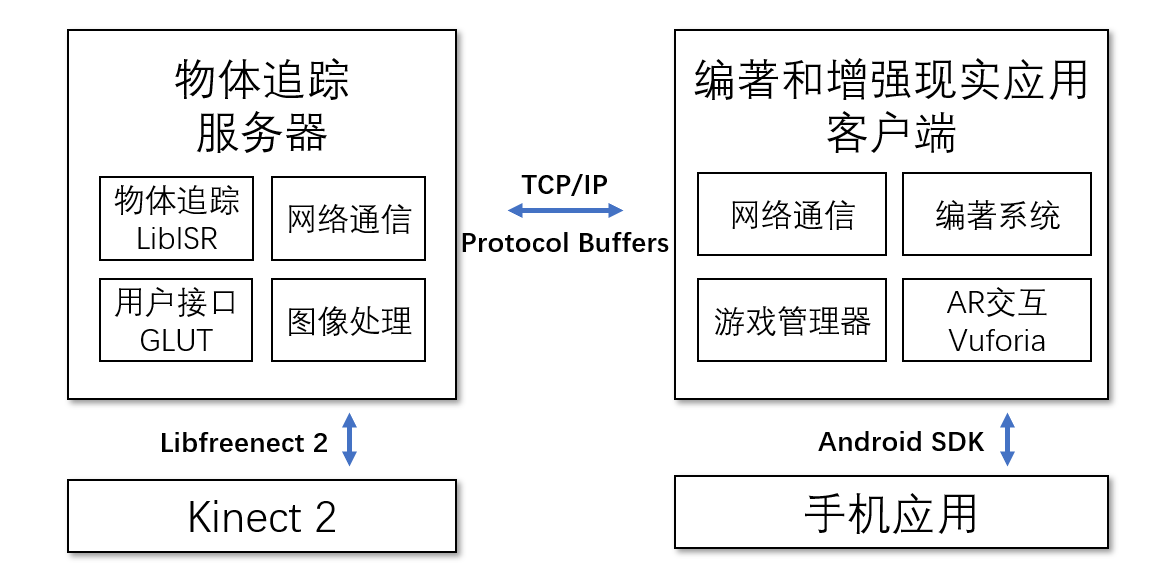 物体追踪
服务器
物体追踪
LibISR
网络通信
用户接口
GLUT
图像处理
TCP/IP
Protocol Buffers
编著和增强现实应用
客户端
网络通信
编著系统
游戏管理器
AR交互
Vuforia
Libfreenect 2
Android SDK
Kinect 2
手机应用